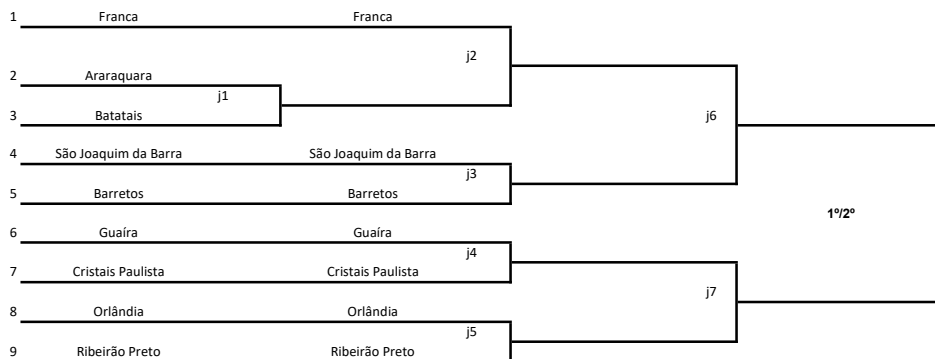 1 Franca Franca
j2
2 Araraquara
j1
3 Batatais j6
4 São Joaquim da Barra São Joaquim da Barra
j3
5 Barretos Barretos
1º/2º
6 Guaíra Guaíra
j4
7 Cristais Paulista Cristais Paulista
j7
8 Orlândia Orlândia
j5
9 Ribeirão Preto Ribeirão Preto